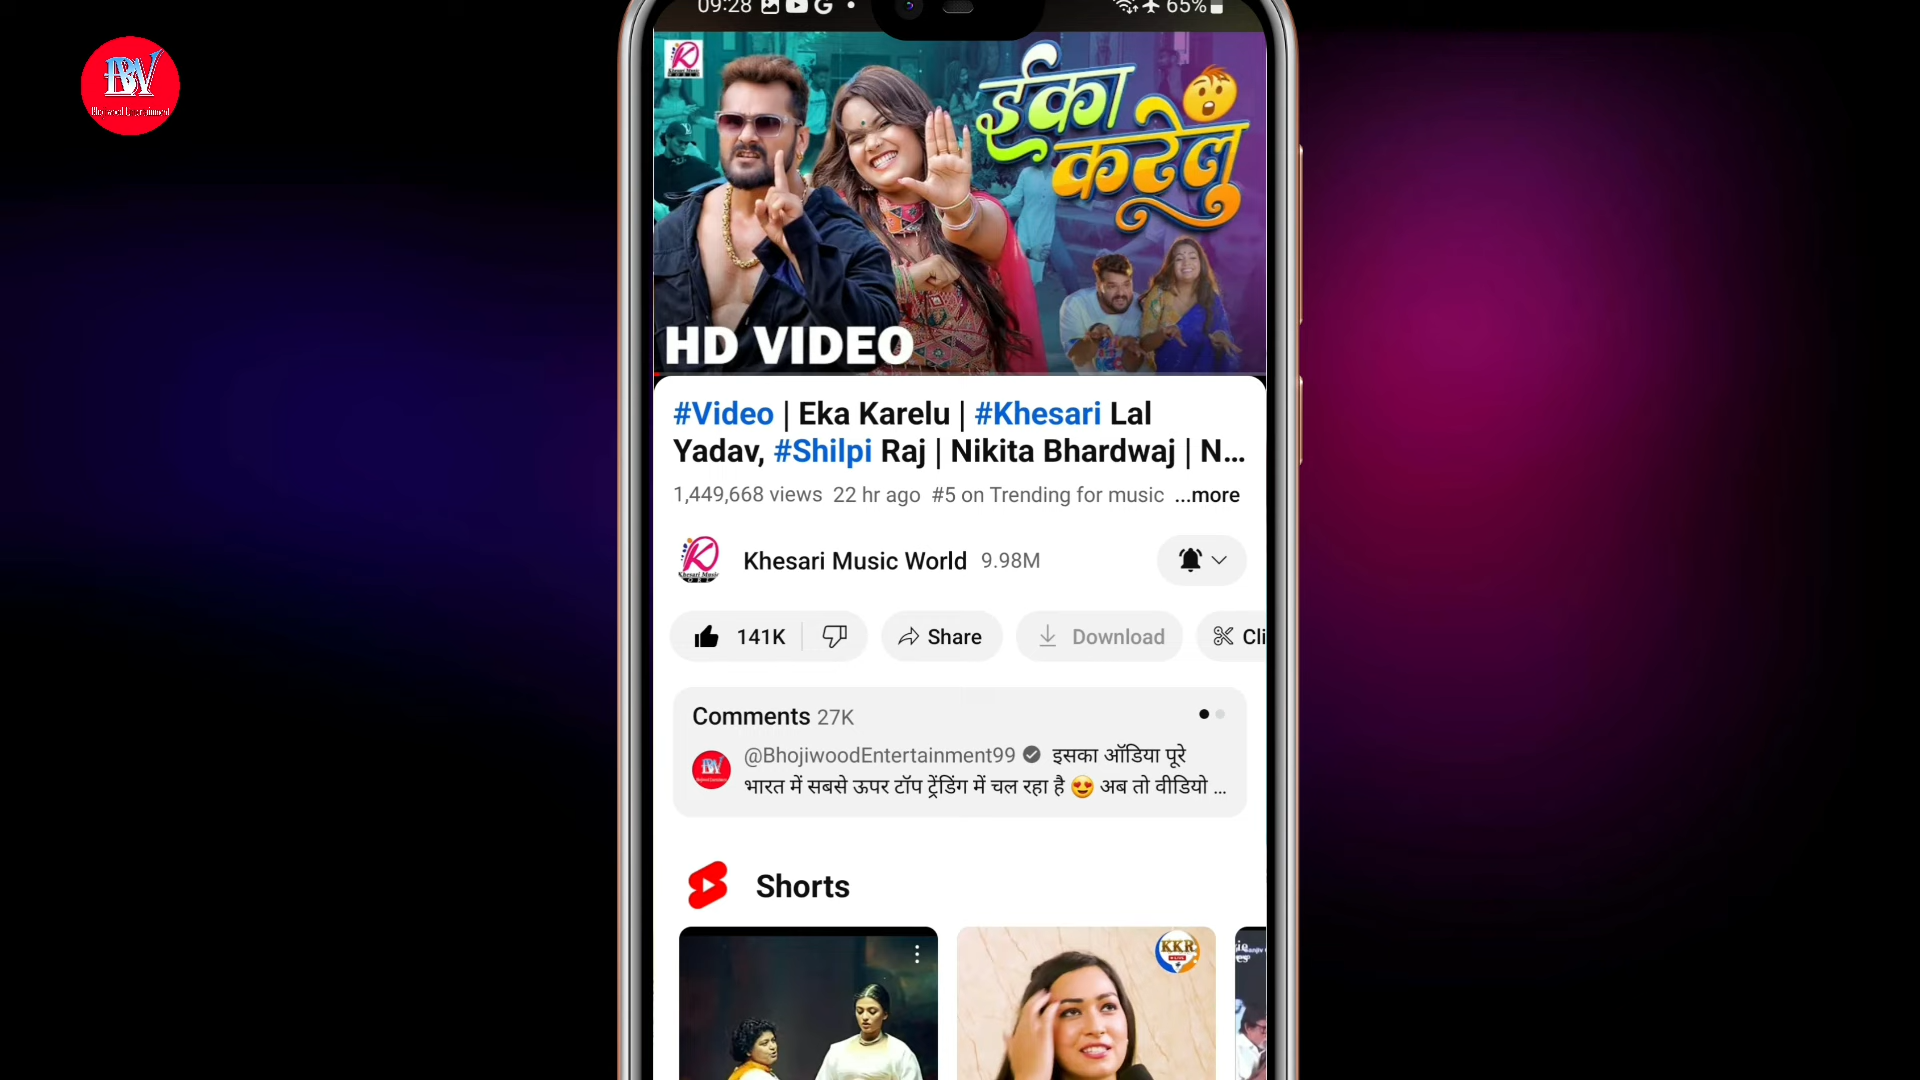 09:28
65%
BN
ईका
करेलु
HD VIDEO
#Video | Eka Karelu | #Khesari Lal
Yadav, #Shilpi Raj | Nikita Bhardwaj | N...
1,449,668 views 22 hr ago #5 on Trending for music ...more
Khesari Music World 9.98M
141K
Share
Download
Cli
Comments 27K
@BhojiwoodEntertainment99 इसका ऑडिया पूरे
भारत में सबसे ऊपर टॉप ट्रेंडिंग में चल रहा है 😍 अब तो वीडियो ...
Shorts
KKR